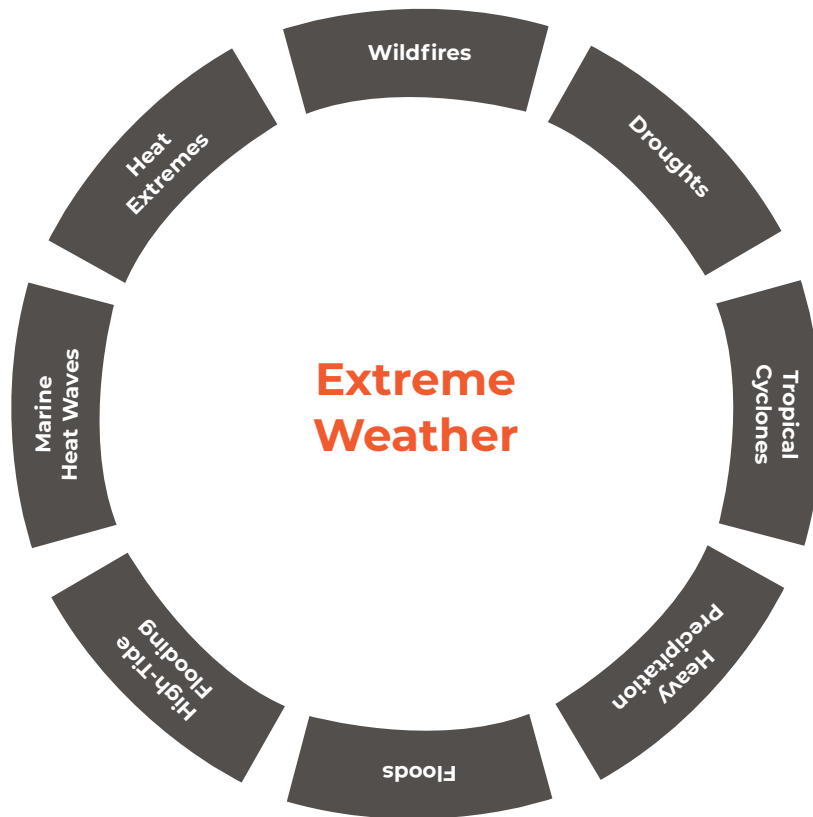 Wildfires
Droughts
Tropical
Cyclones
Heavy
Precipitation
Floods
High-Tide
Flooding
Marine
Heat Waves
Heat
Extremes
Extreme
Weather